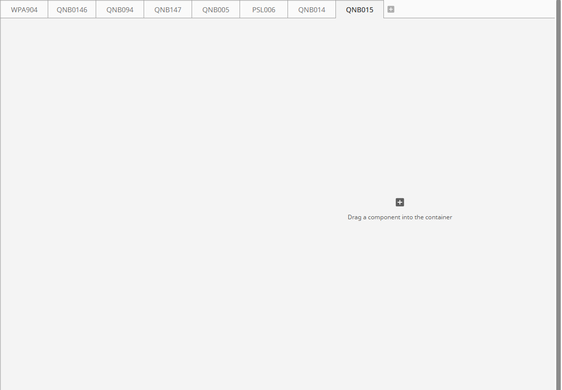 WPA904 QNB0146 QNB094 QNB147 QNB005 PSL006 QNB014 QNB015
Drag a component into the container